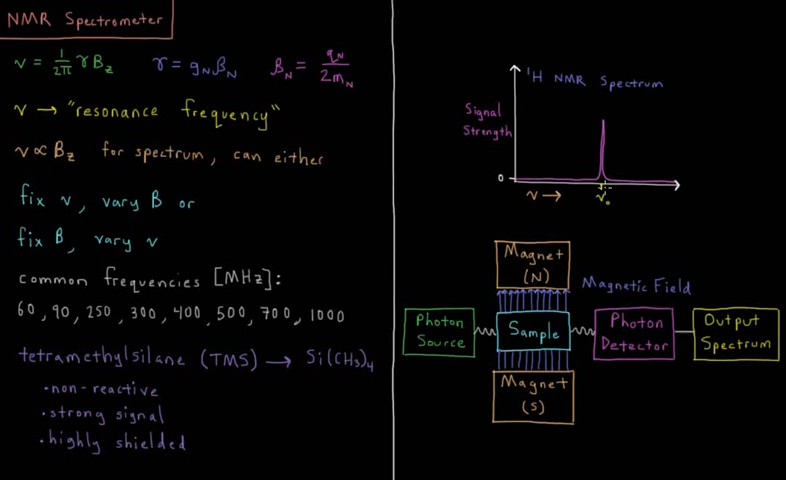 NMR Spectrometer
ν = 1/2π γ B_z   γ = g_N β_N   β_N = q_N/2m_N
ν → "resonance frequency"
ν ∝ B_z for spectrum, can either
fix ν, vary B or
fix B, vary ν
common frequencies [MHz]:
60, 90, 250, 300, 400, 500, 700, 1000
tetramethylsilane (TMS) → Si(CH₃)₄
• non-reactive
• strong signal
• highly shielded
¹H NMR Spectrum
Signal
Strength
0
ν →
ν₀
Magnet
(N)
Magnetic Field
Photon
Source
Sample
Photon
Detector
Output
Spectrum
Magnet
(S)